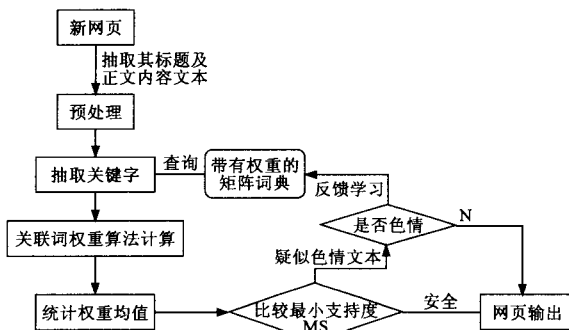 新网页
抽取其标题及
正文内容文本
预处理
抽取关键字
查询
带有权重的
矩阵词典
反馈学习
是否色情
N
关联词权重算法计算
疑似色情文本
统计权重均值
比较最小支持度
MS
安全
网页输出